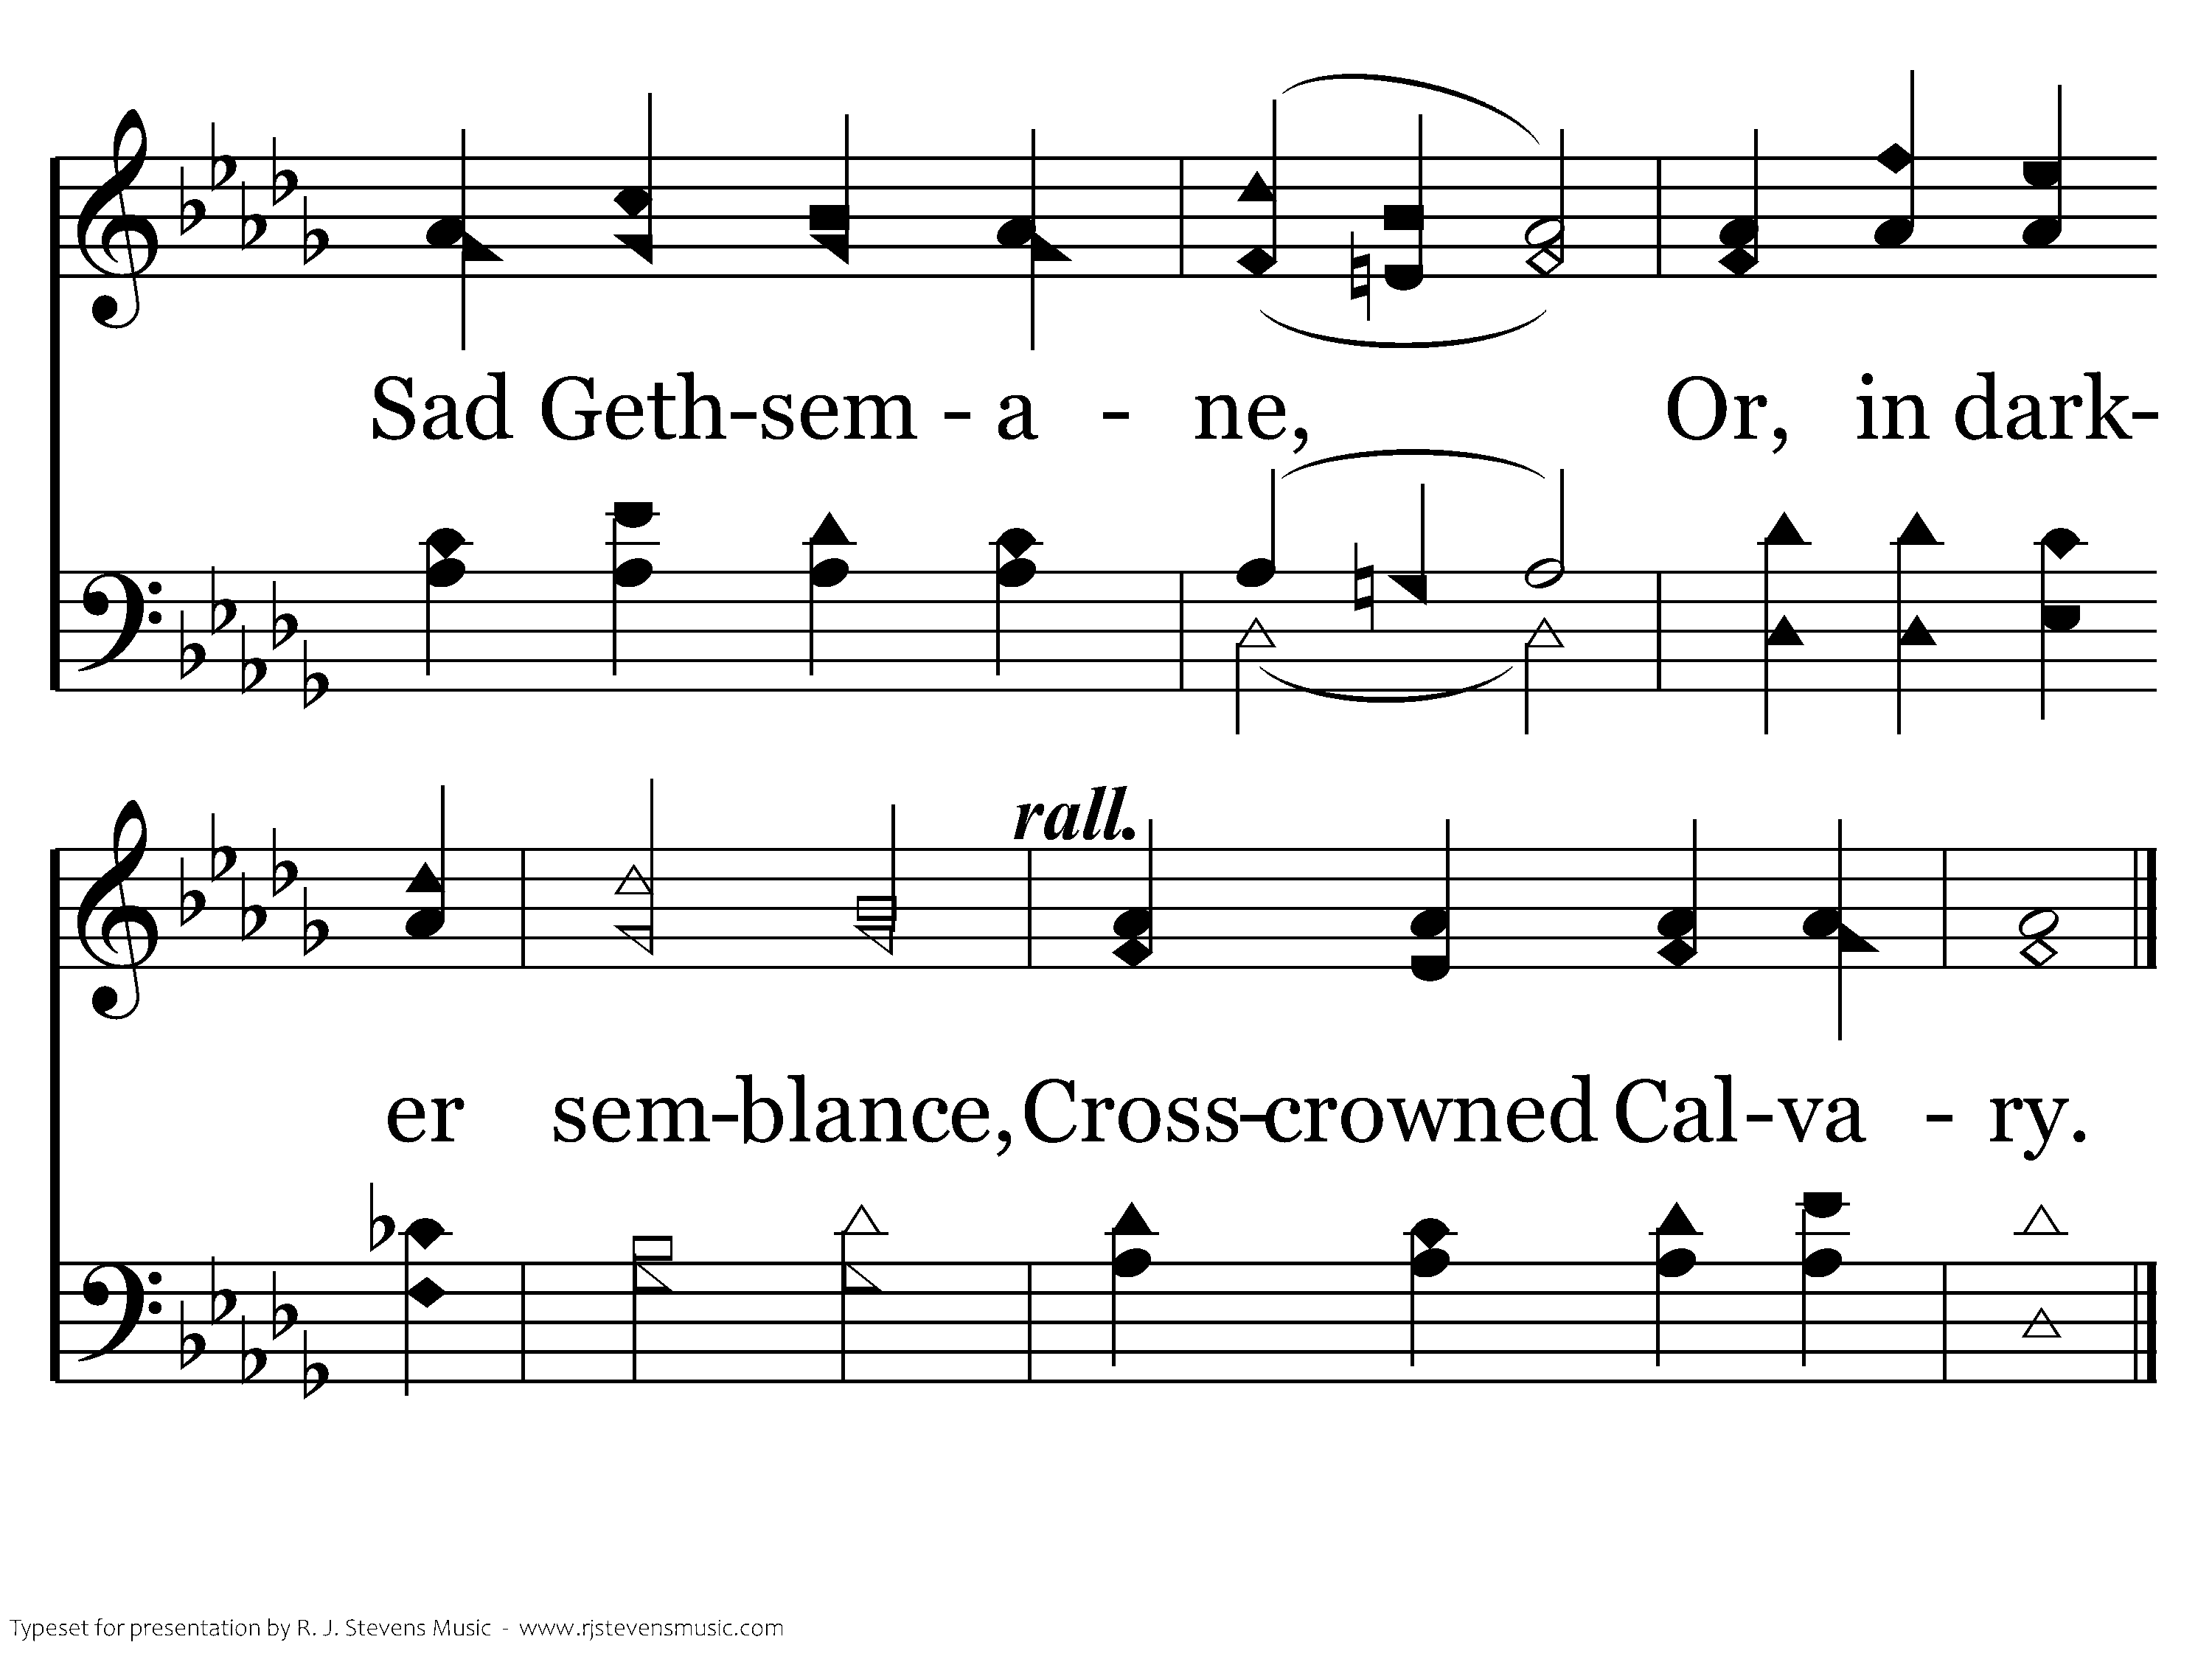 Sad Geth-sem - a - ne, Or, in dark-
rall.
er sem-blance, Cross-crowned Cal-va - ry.
Typeset for presentation by R. J. Stevens Music - www.rjstevensmusic.com